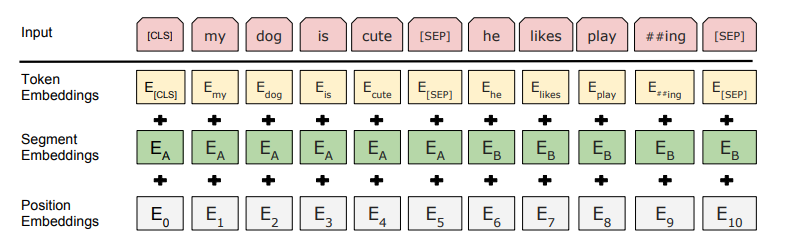 Input [CLS] my dog is cute [SEP] he likes play ##ing [SEP]
Token
Embeddings E[CLS] Emy Edog Eis Ecute E[SEP] Ehe Elikes Eplay E##ing E[SEP]
+ + + + + + + + + + +
Segment
Embeddings EA EA EA EA EA EA EB EB EB EB EB
+ + + + + + + + + + +
Position
Embeddings E0 E1 E2 E3 E4 E5 E6 E7 E8 E9 E10